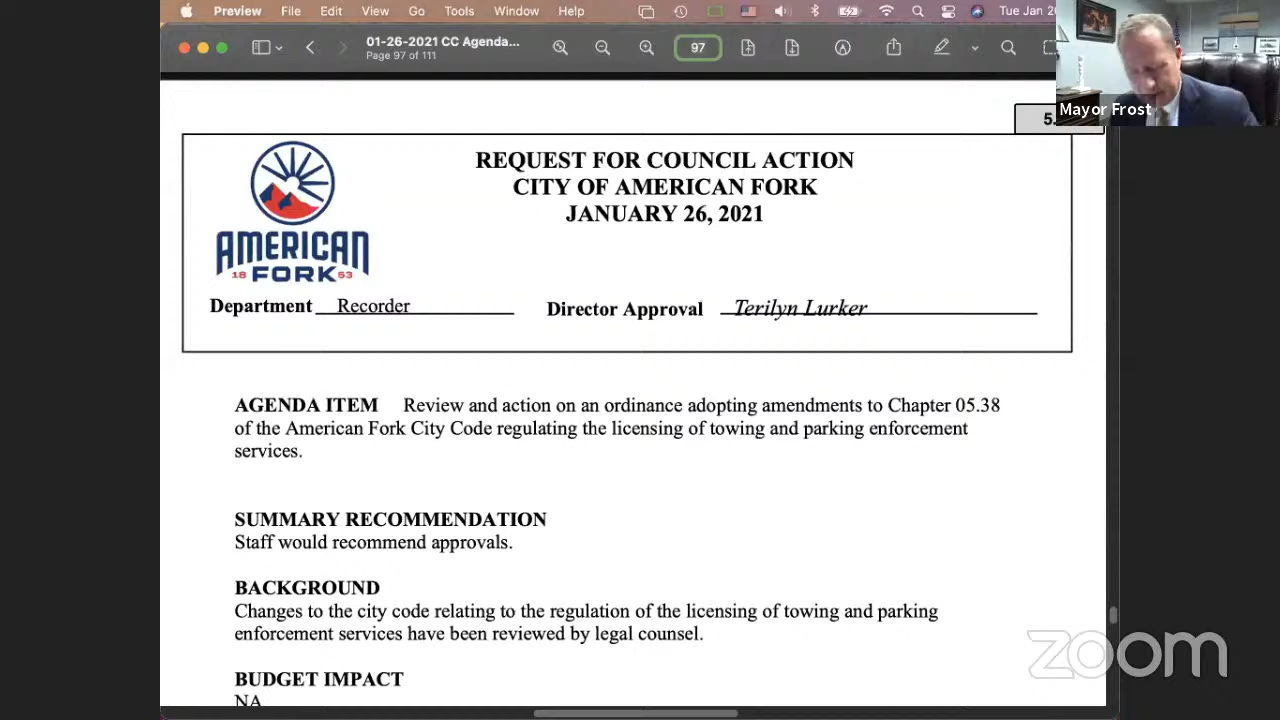 Preview File Edit View Go Tools Window Help Tue Jan 2
01-26-2021 CC Agenda...
Page 97 of 111
97
Mayor Frost
5.
REQUEST FOR COUNCIL ACTION
CITY OF AMERICAN FORK
JANUARY 26, 2021
AMERICAN
18 FORK 53
Department Recorder
Director Approval Terilyn Lurker
AGENDA ITEM Review and action on an ordinance adopting amendments to Chapter 05.38
of the American Fork City Code regulating the licensing of towing and parking enforcement
services.
SUMMARY RECOMMENDATION
Staff would recommend approvals.
BACKGROUND
Changes to the city code relating to the regulation of the licensing of towing and parking
enforcement services have been reviewed by legal counsel.
BUDGET IMPACT
NA
zoom